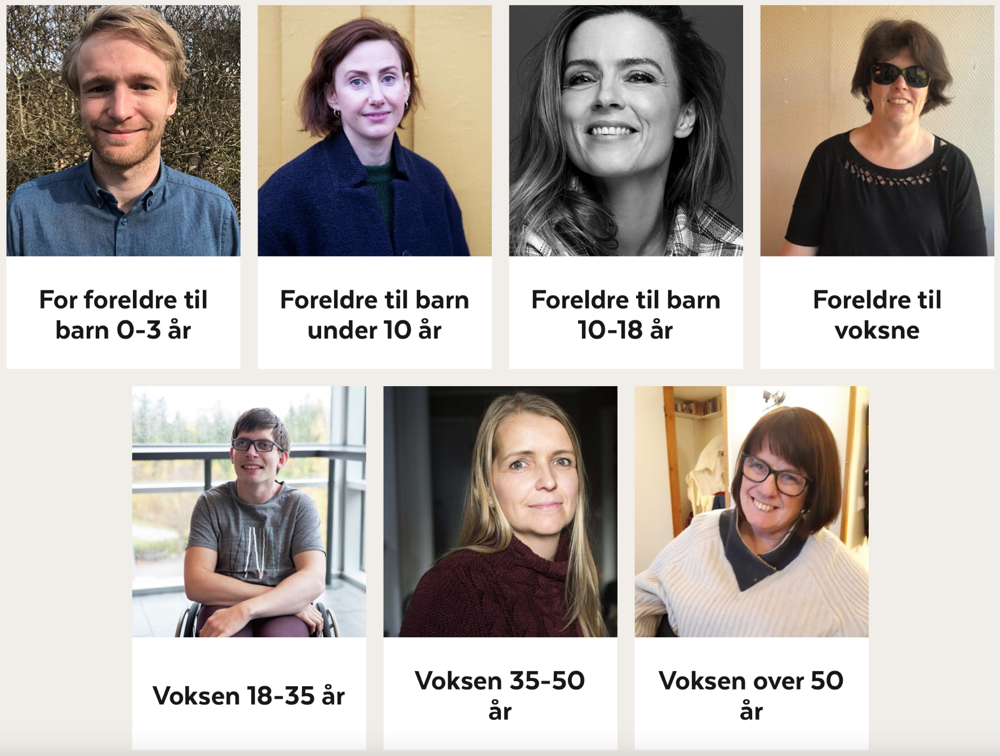 For foreldre til
barn 0-3 år
Foreldre til barn
under 10 år
Foreldre til barn
10-18 år
Foreldre til
voksne
Voksen 18-35 år
Voksen 35-50
år
Voksen over 50
år